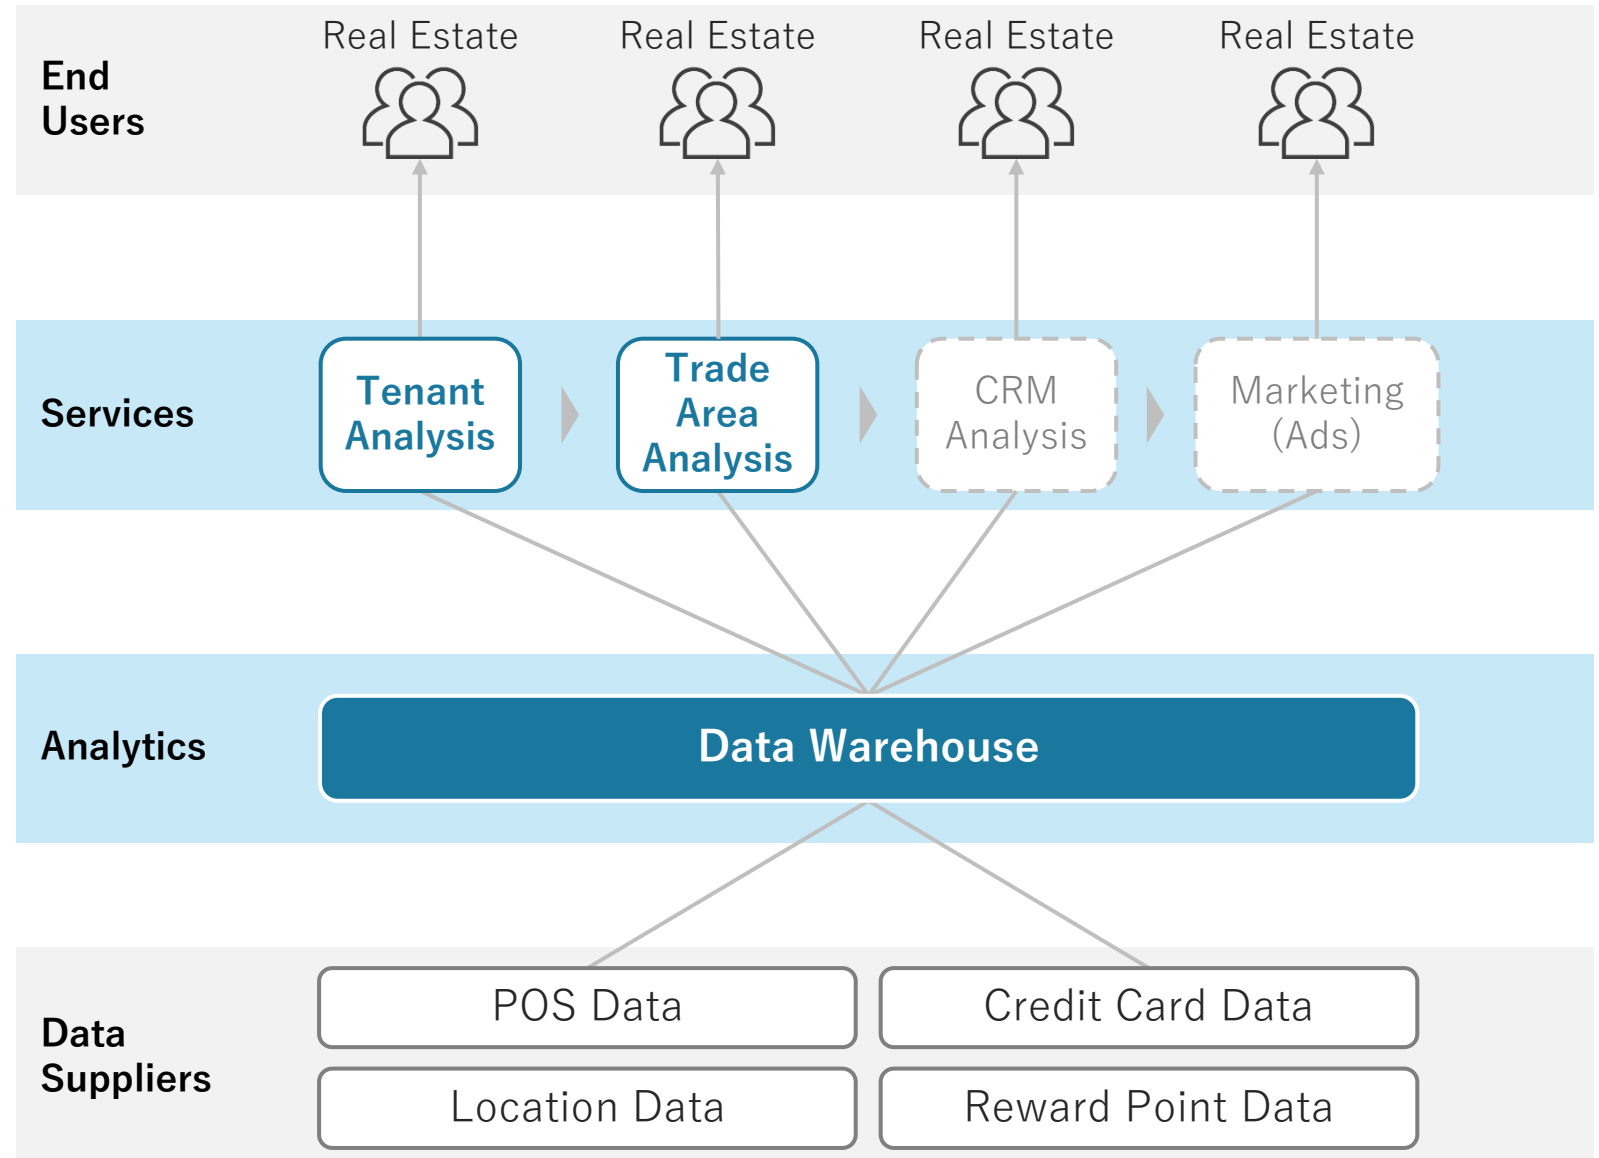 Real Estate
Real Estate
Real Estate
Real Estate
End
Users
Services
Tenant
Analysis
Trade
Area
Analysis
CRM
Analysis
Marketing
(Ads)
Analytics
Data Warehouse
Data
Suppliers
POS Data
Credit Card Data
Location Data
Reward Point Data